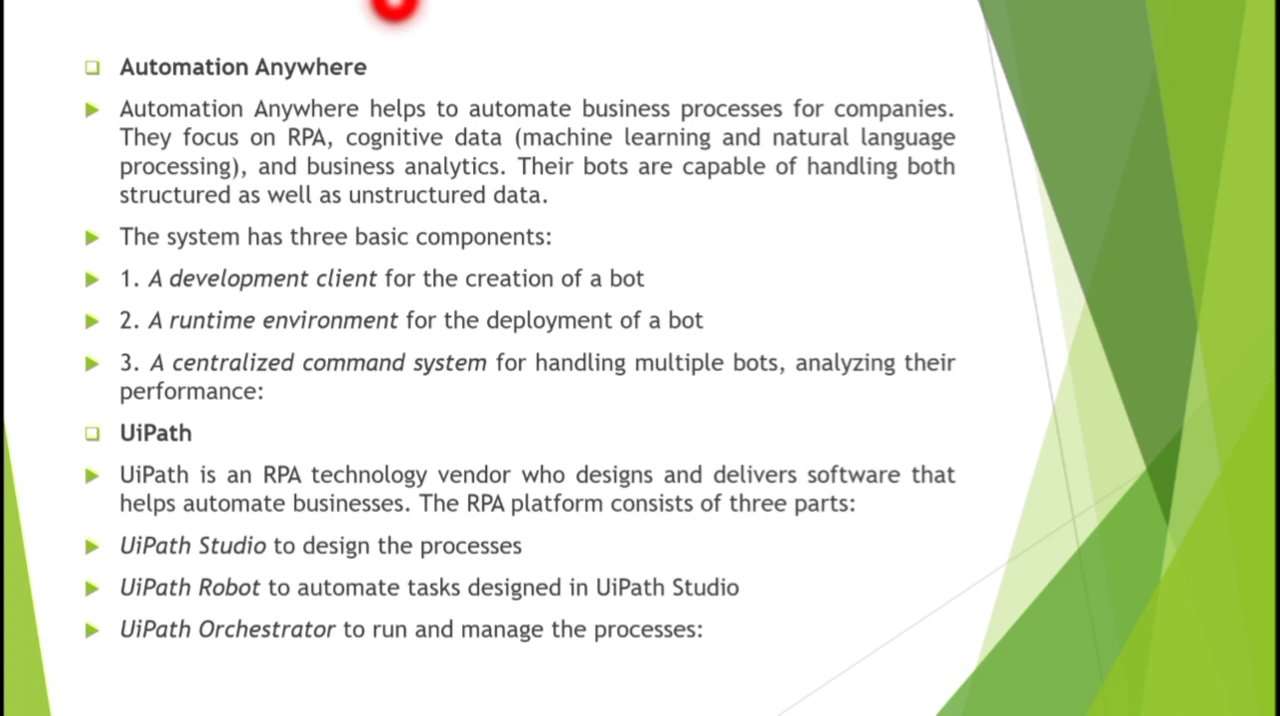 Automation Anywhere
Automation Anywhere helps to automate business processes for companies.
They focus on RPA, cognitive data (machine learning and natural language
processing), and business analytics. Their bots are capable of handling both
structured as well as unstructured data.
The system has three basic components:
1. A development client for the creation of a bot
2. A runtime environment for the deployment of a bot
3. A centralized command system for handling multiple bots, analyzing their
performance:
UiPath
UiPath is an RPA technology vendor who designs and delivers software that
helps automate businesses. The RPA platform consists of three parts:
UiPath Studio to design the processes
UiPath Robot to automate tasks designed in UiPath Studio
UiPath Orchestrator to run and manage the processes: